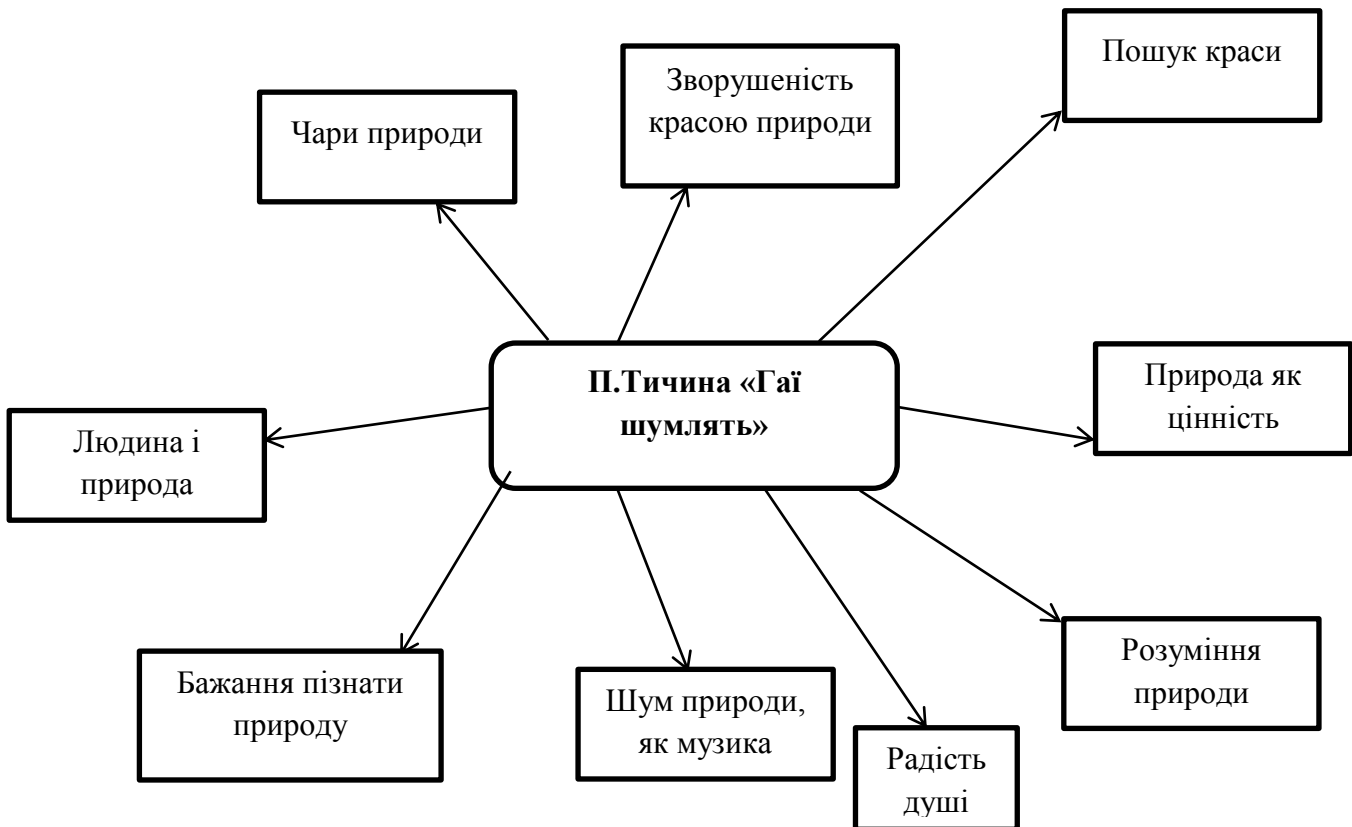 Пошук краси
Зворушеність
красою природи
Чари природи
П.Тичина «Гаї
шумлять»
Природа як
цінність
Людина і
природа
Розуміння
природи
Бажання пізнати
природу
Шум природи,
як музика
Радість
душі